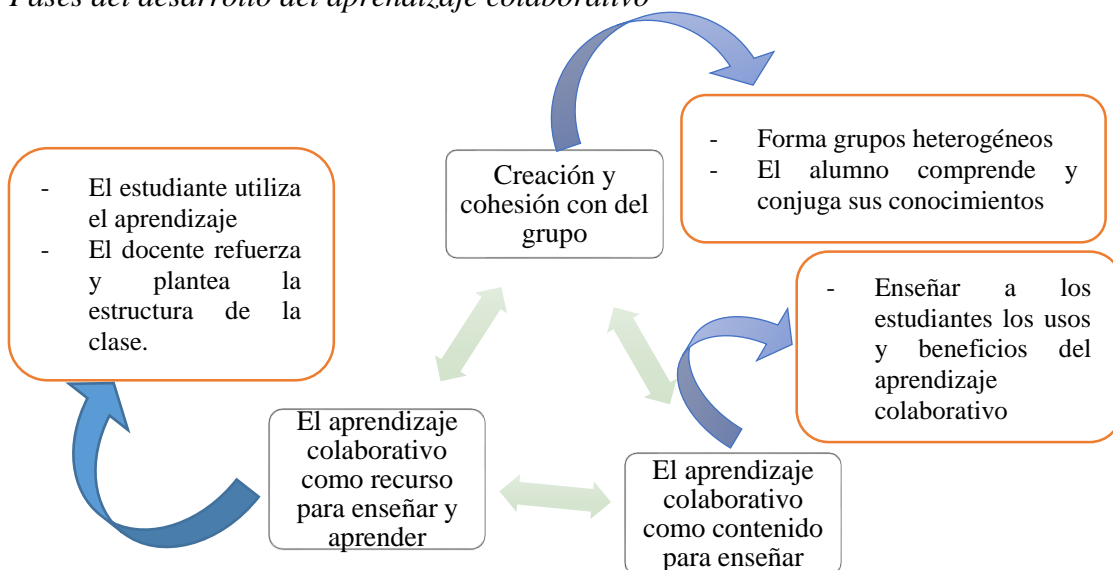 Fases del desarrollo del aprendizaje colaborativo
Creación y
cohesión con del
grupo
- Forma grupos heterogéneos
- El alumno comprende y
conjuga sus conocimientos
- El estudiante utiliza
el aprendizaje
- El docente refuerza
y plantea la
estructura de la
clase.
- Enseñar a los
estudiantes los usos
y beneficios del
aprendizaje
colaborativo
El aprendizaje
colaborativo
como recurso
para enseñar y
aprender
El aprendizaje
colaborativo
como contenido
para enseñar